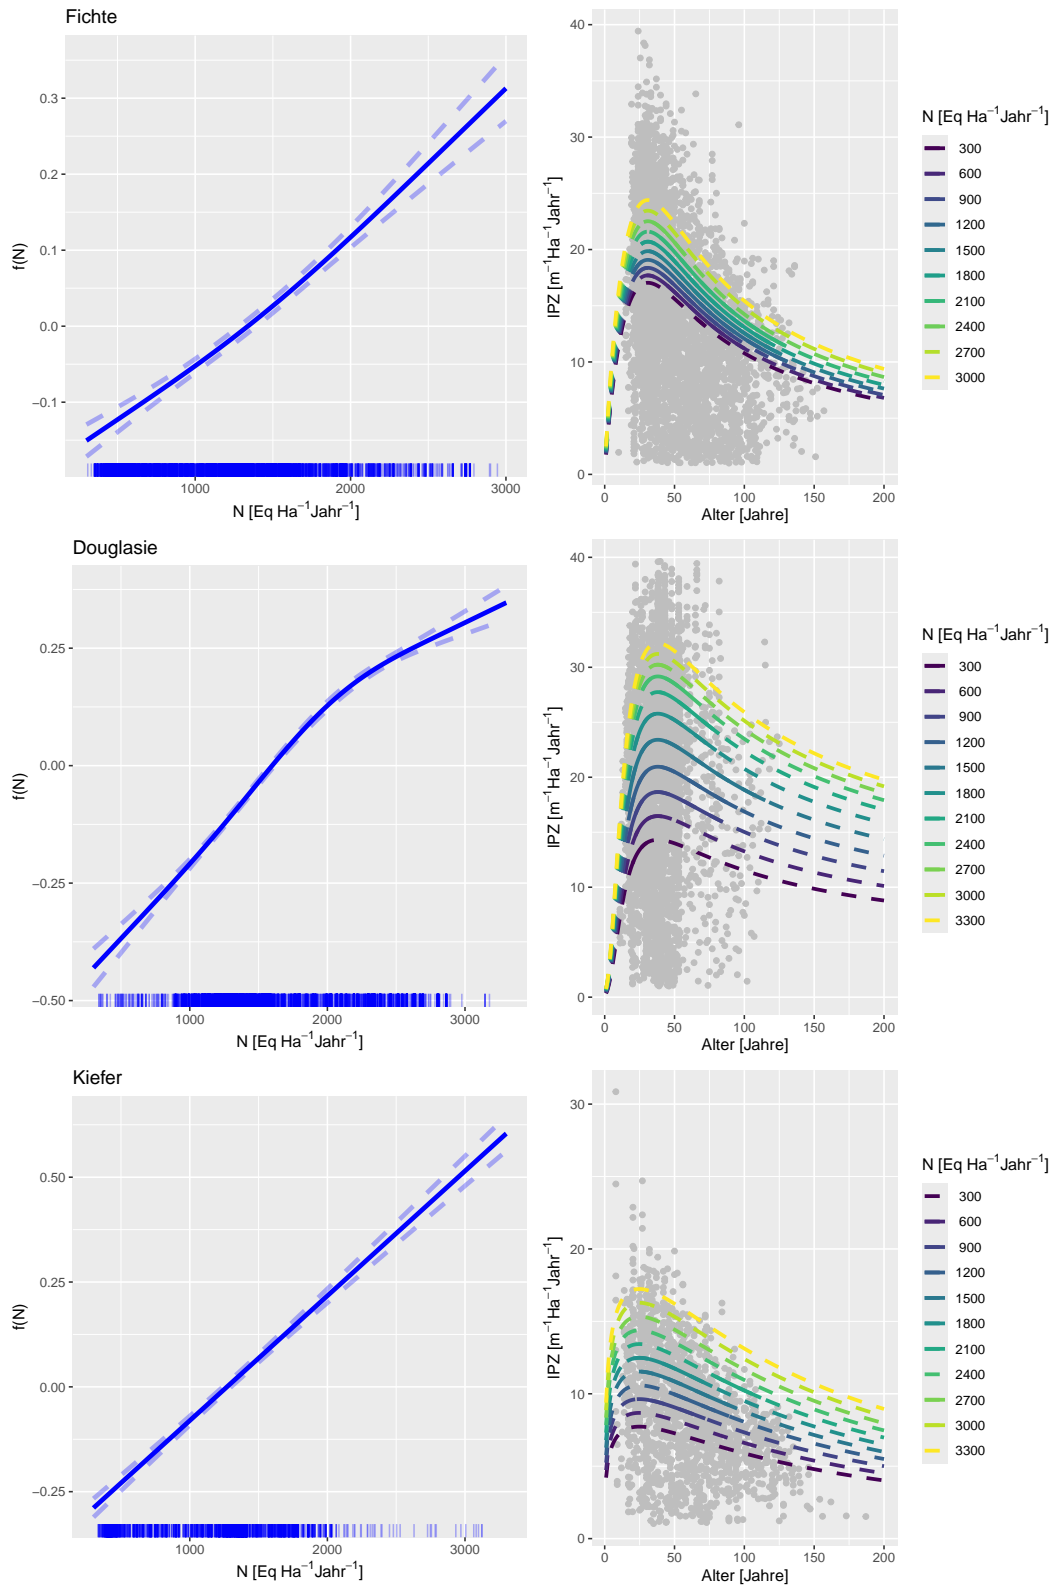 Fichte
0.3
0.1
0.0
−0.1
f(N)
1000 2000 3000
N [Eq Ha−1Jahr−1]
40
30
20
10
0
IPZ [m−1Ha−1Jahr−1]
0 50 100 150 200
Alter [Jahre]
N [Eq Ha−1Jahr−1]
300
600
900
1200
1500
1800
2100
2400
2700
3000
Douglasie
0.25
0.00
−0.25
−0.50
f(N)
1000 2000 3000
N [Eq Ha−1Jahr−1]
40
30
20
10
0
IPZ [m−1Ha−1Jahr−1]
0 50 100 150 200
Alter [Jahre]
N [Eq Ha−1Jahr−1]
300
600
900
1200
1500
1800
2100
2400
2700
3000
3300
Kiefer
0.50
0.25
0.00
−0.25
f(N)
1000 2000 3000
N [Eq Ha−1Jahr−1]
30
20
10
0
IPZ [m−1Ha−1Jahr−1]
0 50 100 150 200
Alter [Jahre]
N [Eq Ha−1Jahr−1]
300
600
900
1200
1500
1800
2100
2400
2700
3000
3300